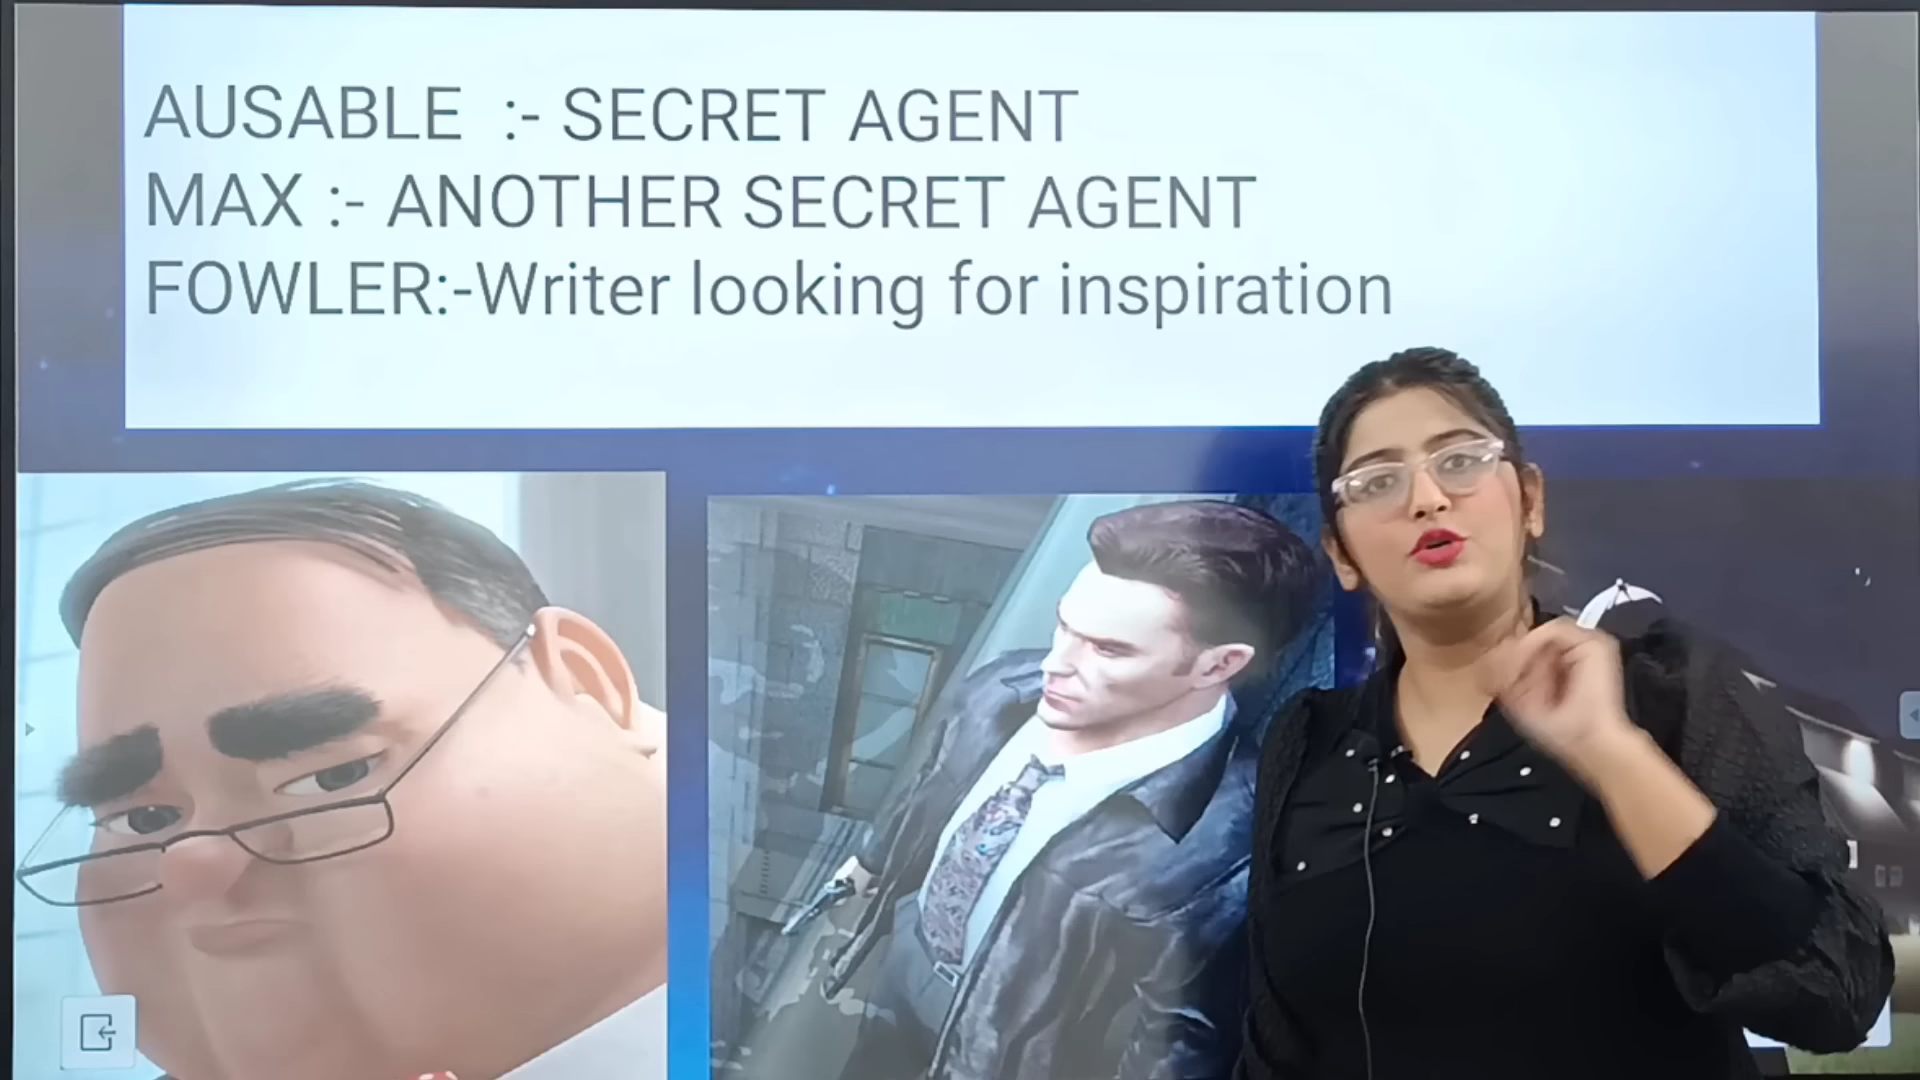 AUSABLE :- SECRET AGENT
MAX :- ANOTHER SECRET AGENT
FOWLER:-Writer looking for inspiration